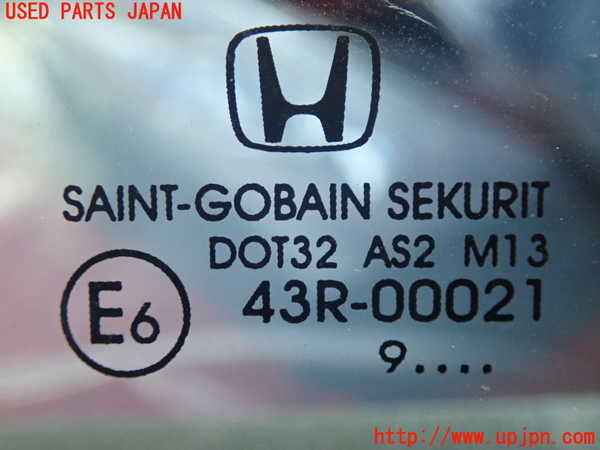 USED PARTS JAPAN
SAINT-GOBAIN SEKURIT
DOT32 AS2 M13
E6
43R-00021
9....
http://www.upjpn.com